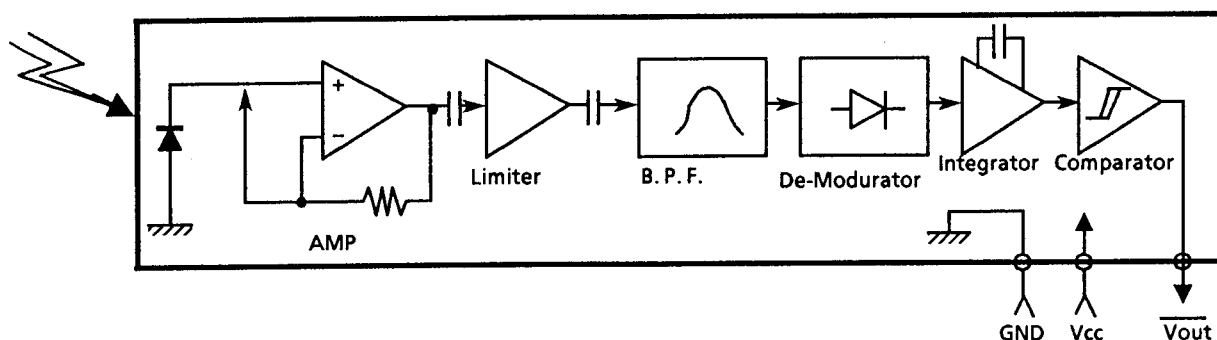 +
−
AMP
Limiter
B. P. F.
De-Modurator
Integrator
Comparator
GND
Vcc
Vout